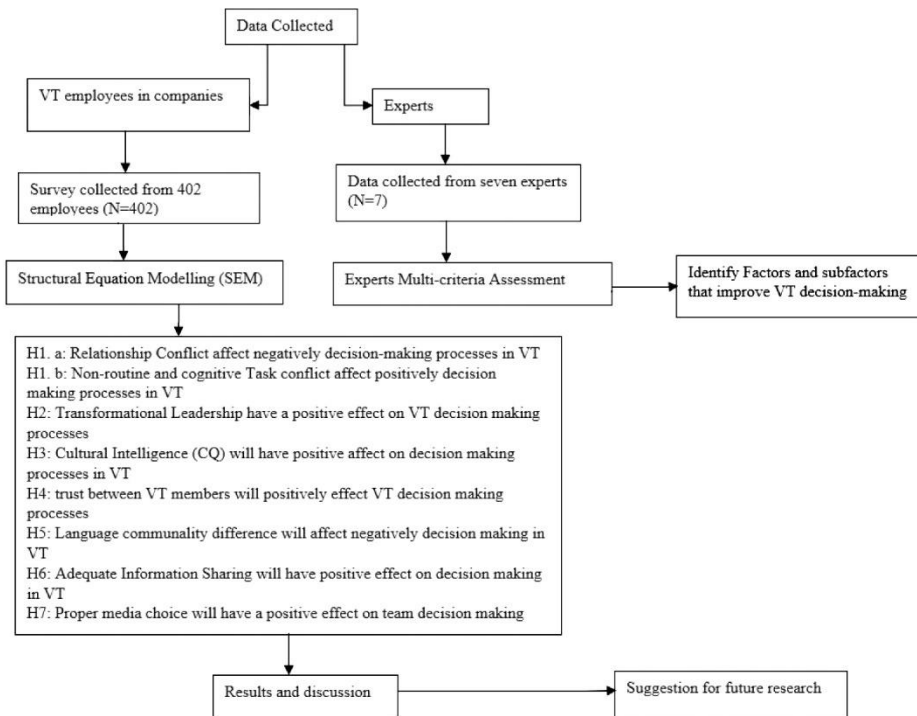 Data Collected
VT employees in companies
Experts
Survey collected from 402
employees (N=402)
Data collected from seven experts
(N=7)
Structural Equation Modelling (SEM)
Experts Multi-criteria Assessment
Identify Factors and subfactors
that improve VT decision-making
H1. a: Relationship Conflict affect negatively decision-making processes in VT
H1. b: Non-routine and cognitive Task conflict affect positively decision
making processes in VT
H2: Transformational Leadership have a positive effect on VT decision making
processes
H3: Cultural Intelligence (CQ) will have positive affect on decision making
processes in VT
H4: trust between VT members will positively effect VT decision making
processes
H5: Language communality difference will affect negatively decision making in
VT
H6: Adequate Information Sharing will have positive effect on decision making
in VT
H7: Proper media choice will have a positive effect on team decision making
Results and discussion
Suggestion for future research